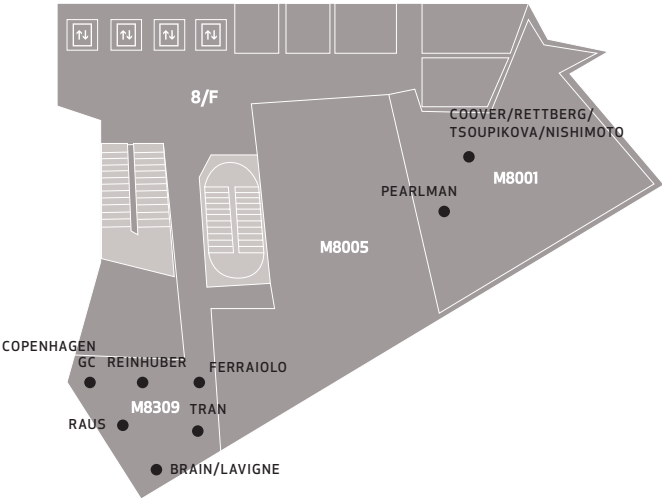 8/F
COOVER/RETTBERG/
TSOUPIKOVA/NISHIMOTO
M8001
PEARLMAN
M8005
COPENHAGEN
GC
REINHUBER
FERRAIOLO
M8309
TRAN
RAUS
BRAIN/LAVIGNE